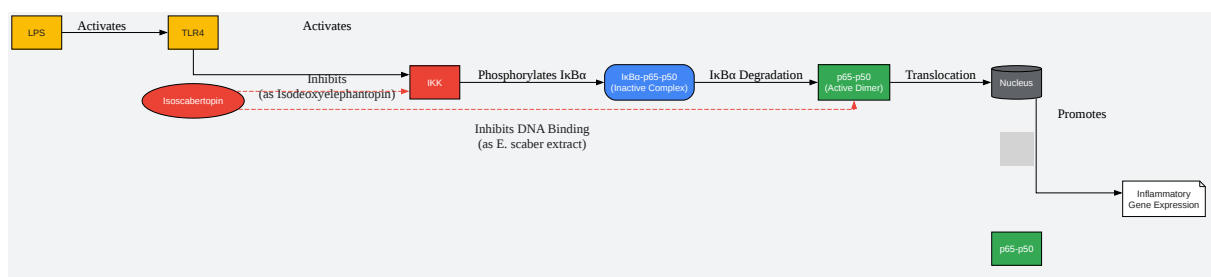 LPS
Activates
TLR4
Activates
Inhibits
(as Isodeoxyelephantopin)
Isoscabertopin
IKK
Phosphorylates IκBα
IκBα-p65-p50
(Inactive Complex)
IκBα Degradation
p65-p50
(Active Dimer)
Translocation
Nucleus
Inhibits DNA Binding
(as E. scaber extract)
Promotes
Inflammatory
Gene Expression
p65-p50